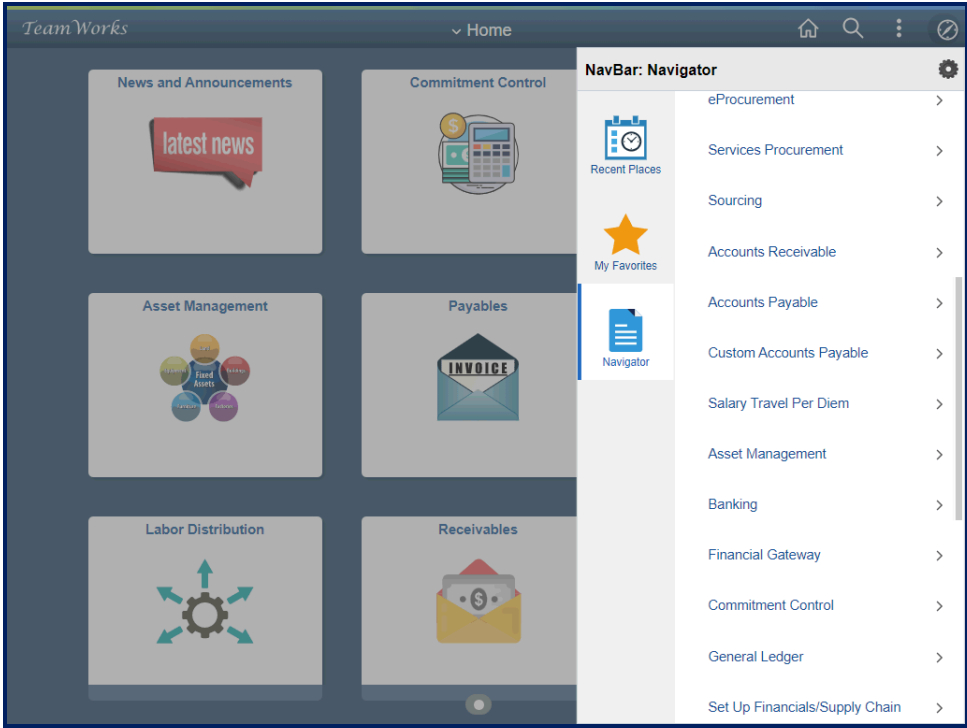 TeamWorks
Home
NavBar: Navigator
News and Announcements
latest news
Commitment Control
Asset Management
Fixed
Assets
Payables
INVOICE
Labor Distribution
Receivables
Recent Places
My Favorites
Navigator
eProcurement
Services Procurement
Sourcing
Accounts Receivable
Accounts Payable
Custom Accounts Payable
Salary Travel Per Diem
Asset Management
Banking
Financial Gateway
Commitment Control
General Ledger
Set Up Financials/Supply Chain